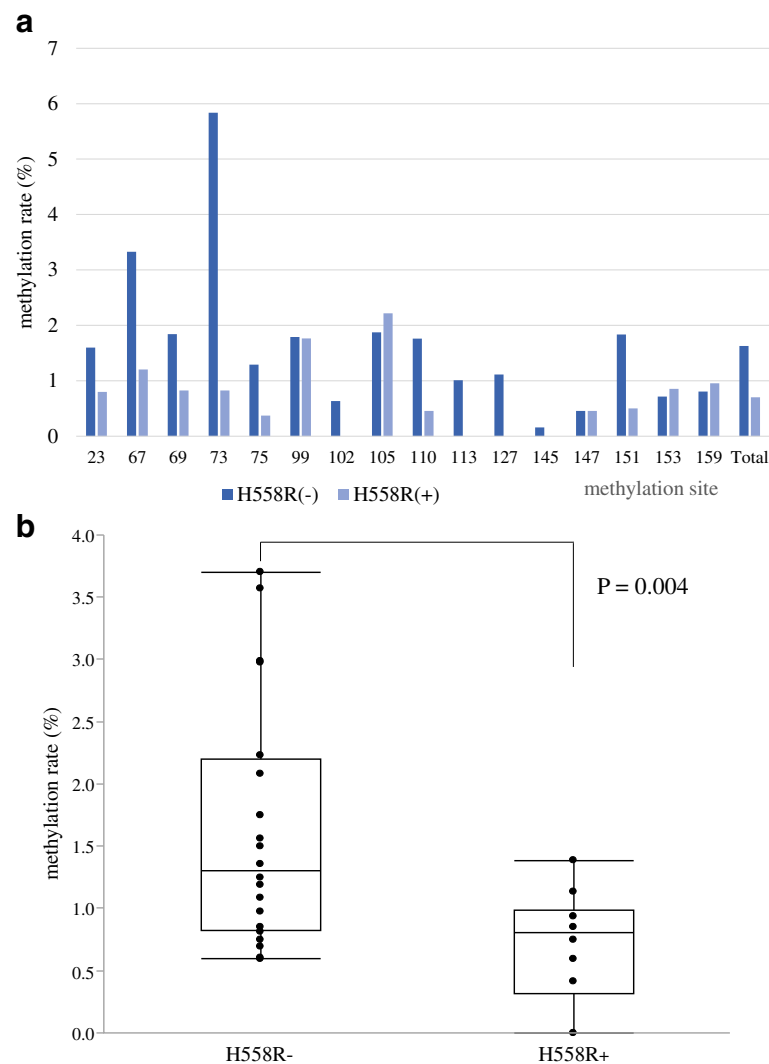 a
7
6
5
4
3
2
1
0
methylation rate (%)
23 67 69 73 75 99 102 105 110 113 127 145 147 151 153 159 Total
H558R(-) H558R(+) methylation site
b
4.0
3.5
3.0
2.5
2.0
1.5
1.0
0.5
0.0
methylation rate (%)
P = 0.004
H558R- H558R+